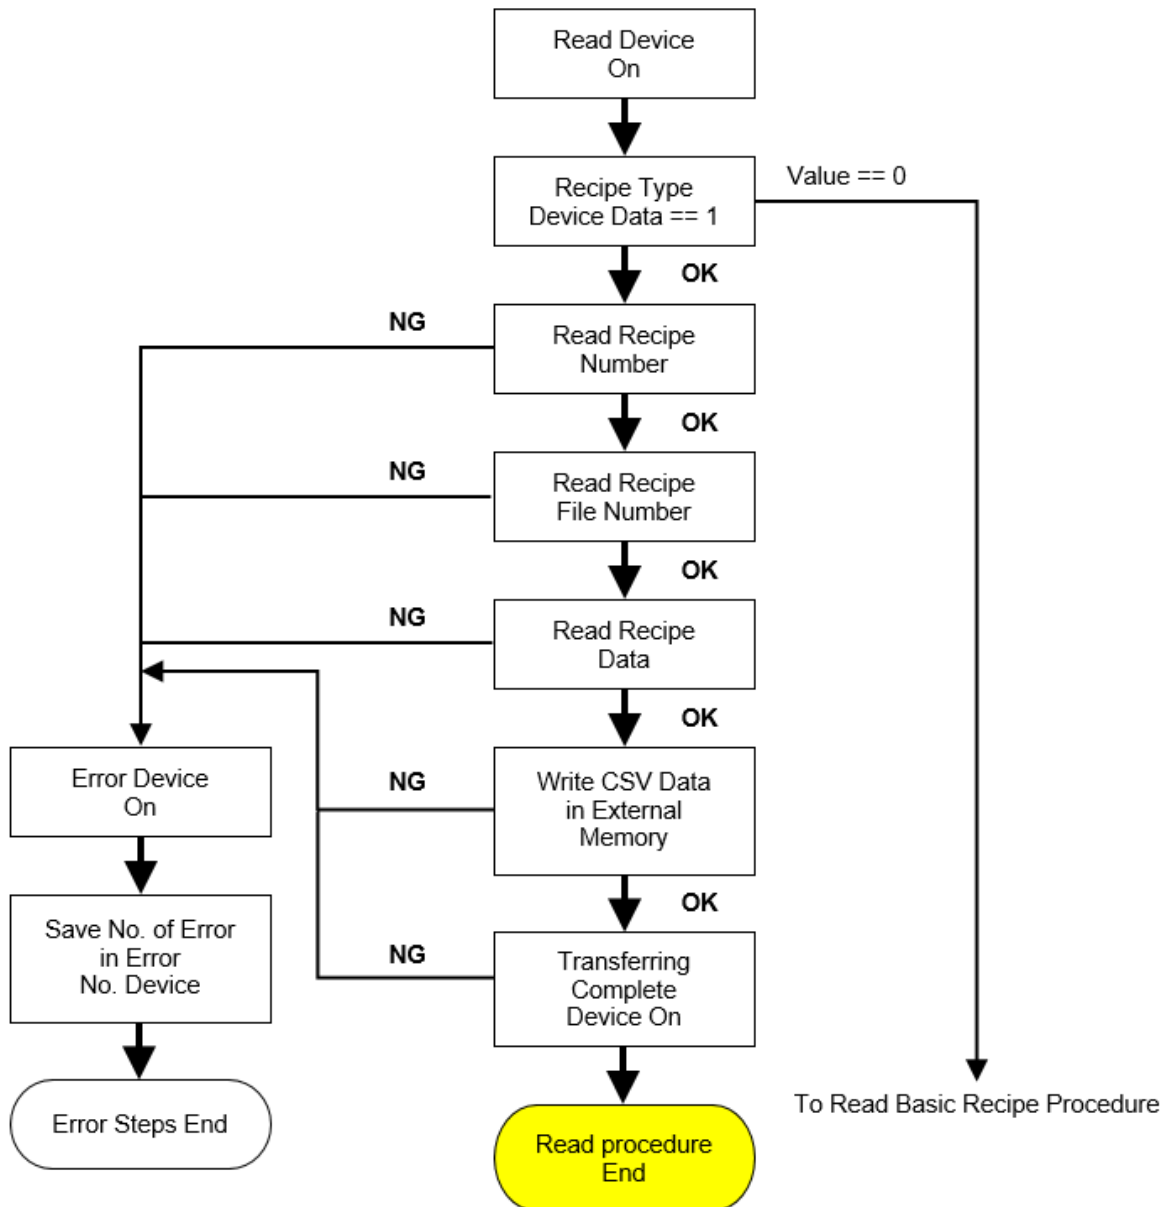 Read Device
On
Value == 0
Recipe Type
Device Data == 1
OK
NG
Read Recipe
Number
OK
NG
Read Recipe
File Number
OK
NG
Read Recipe
Data
OK
Error Device
On
NG
Write CSV Data
in External
Memory
OK
Save No. of Error
in Error
No. Device
NG
Transferring
Complete
Device On
Error Steps End
Read procedure
End
To Read Basic Recipe Procedure